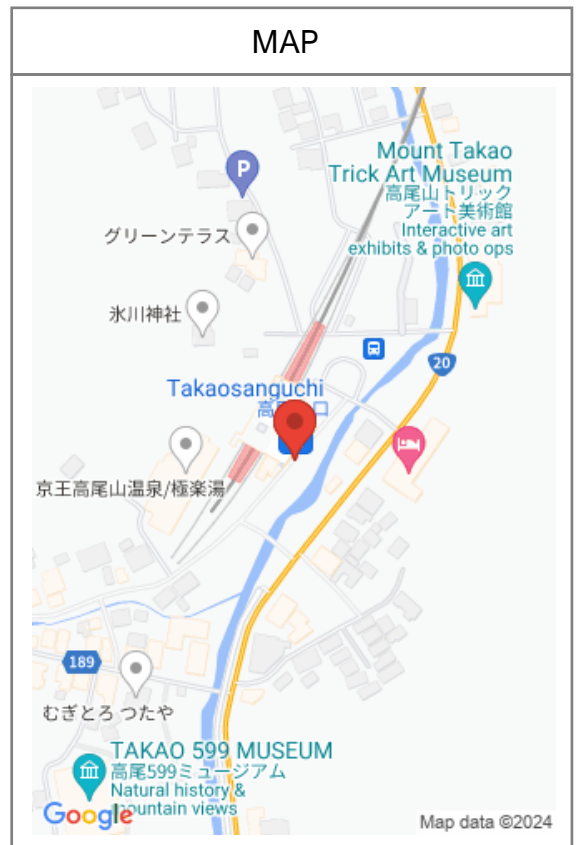 MAP
Mount Takao
Trick Art Museum
高尾山トリック
アート美術館
Interactive art
exhibits & photo ops
P
グリーンテラス
氷川神社
20
Takaosanguchi
京王高尾山温泉/極楽湯
189
むぎとろ つたや
TAKAO 599 MUSEUM
高尾599ミュージアム
Natural history &
mountain views
Google
Map data ©2024